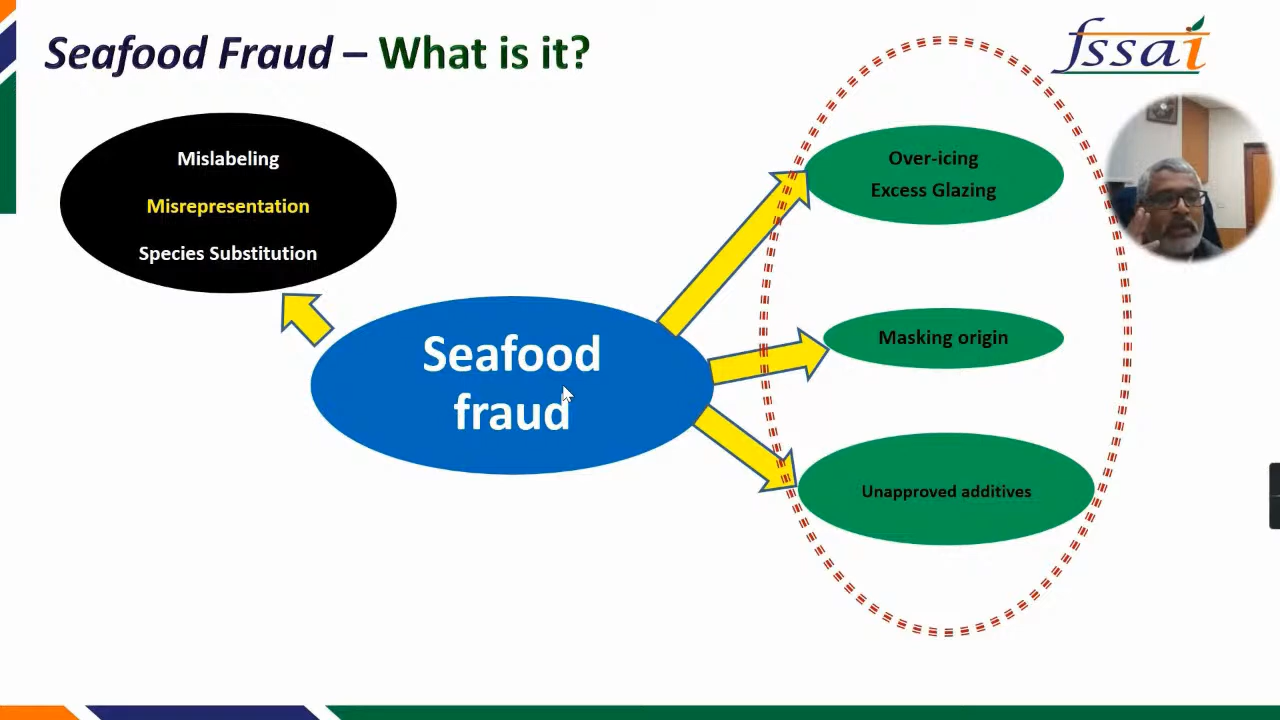 Seafood Fraud – What is it?
fssai
Mislabeling
Misrepresentation
Species Substitution
Over-icing
Excess Glazing
Seafood
fraud
Masking origin
Unapproved additives